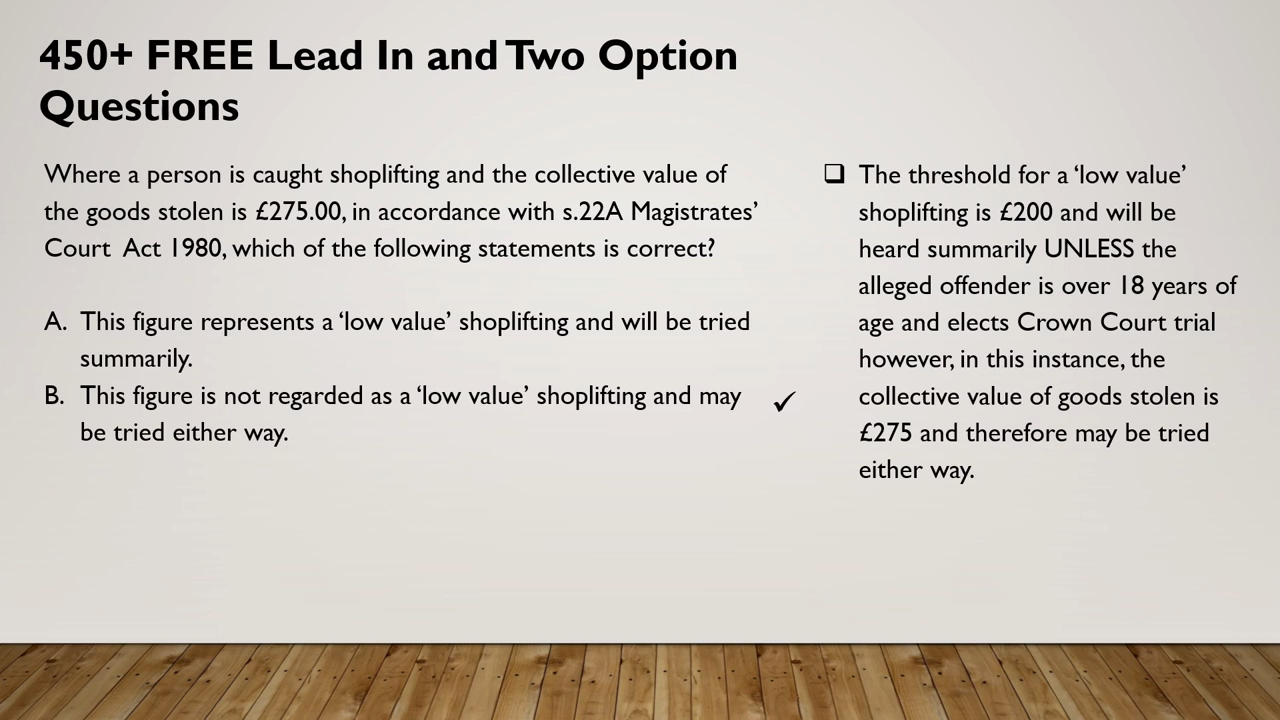 450+ FREE Lead In and Two Option
Questions
Where a person is caught shoplifting and the collective value of
the goods stolen is £275.00, in accordance with s.22A Magistrates’
Court Act 1980, which of the following statements is correct?
A. This figure represents a ‘low value’ shoplifting and will be tried
summarily.
B. This figure is not regarded as a ‘low value’ shoplifting and may
be tried either way.
✓
❑ The threshold for a ‘low value’
shoplifting is £200 and will be
heard summarily UNLESS the
alleged offender is over 18 years of
age and elects Crown Court trial
however, in this instance, the
collective value of goods stolen is
£275 and therefore may be tried
either way.